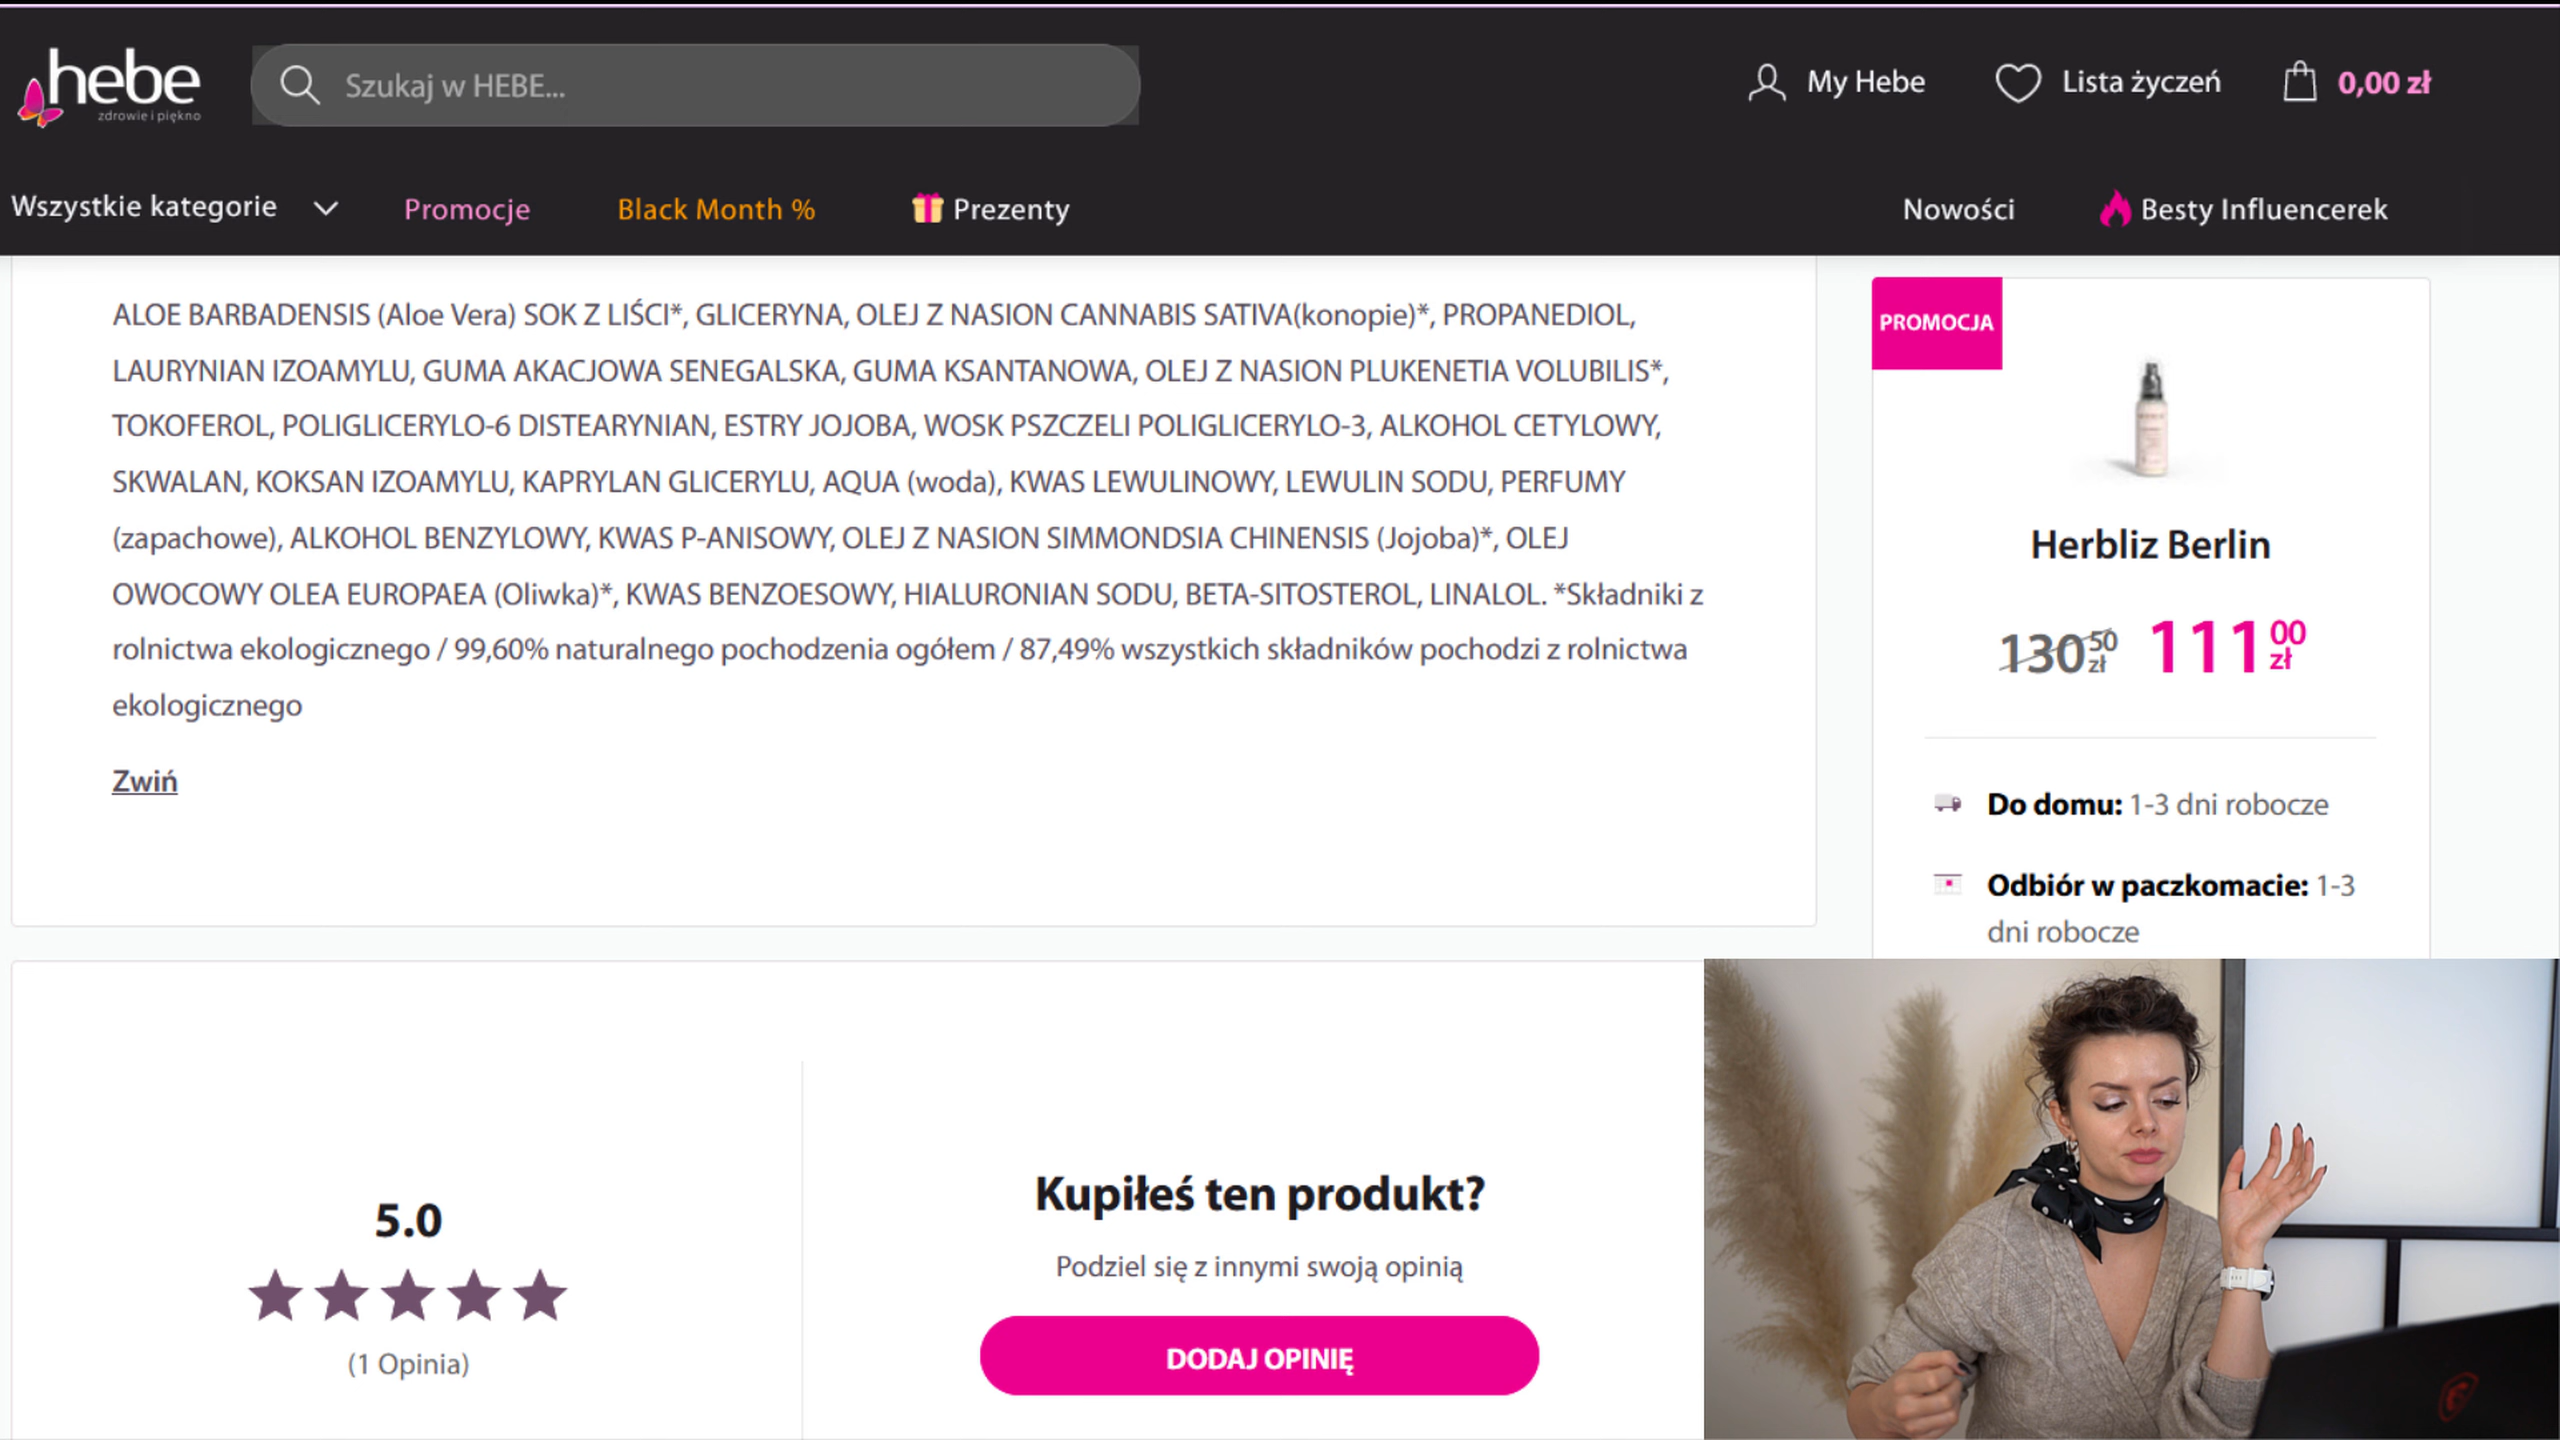 hebe
zdrowie i piękno
Szukaj w HEBE...
My Hebe
Lista życzeń
0,00 zł
Wszystkie kategorie
Promocje
Black Month %
Prezenty
Nowości
Besty Influencerek
ALOE BARBADENSIS (Aloe Vera) SOK Z LIŚCI*, GLICERYNA, OLEJ Z NASION CANNABIS SATIVA(konopie)*, PROPANEDIOL,
LAURYNIAN IZOAMYLU, GUMA AKACJOWA SENEGALSKA, GUMA KSANTANOWA, OLEJ Z NASION PLUKENETIA VOLUBILIS*,
TOKOFEROL, POLIGLICERYLO-6 DISTEARYNIAN, ESTRY JOJOBA, WOSK PSZCZELI POLIGLICERYLO-3, ALKOHOL CETYLOWY,
SKWALAN, KOKSAN IZOAMYLU, KAPRYLAN GLICERYLU, AQUA (woda), KWAS LEWULINOWY, LEWULIN SODU, PERFUMY
(zapachowe), ALKOHOL BENZYLOWY, KWAS P-ANISOWY, OLEJ Z NASION SIMMONDSIA CHINENSIS (Jojoba)*, OLEJ
OWOCOWY OLEA EUROPAEA (Oliwka)*, KWAS BENZOESOWY, HIALURONIAN SODU, BETA-SITOSTEROL, LINALOL. *Składniki z
rolnictwa ekologicznego / 99,60% naturalnego pochodzenia ogółem / 87,49% wszystkich składników pochodzi z rolnictwa
ekologicznego
Zwiń
PROMOCJA
Herbliz Berlin
130 50 zł 111 00 zł
Do domu: 1-3 dni robocze
Odbiór w paczkomacie: 1-3
dni robocze
5.0
(1 Opinia)
Kupiłeś ten produkt?
Podziel się z innymi swoją opinią
DODAJ OPINIĘ